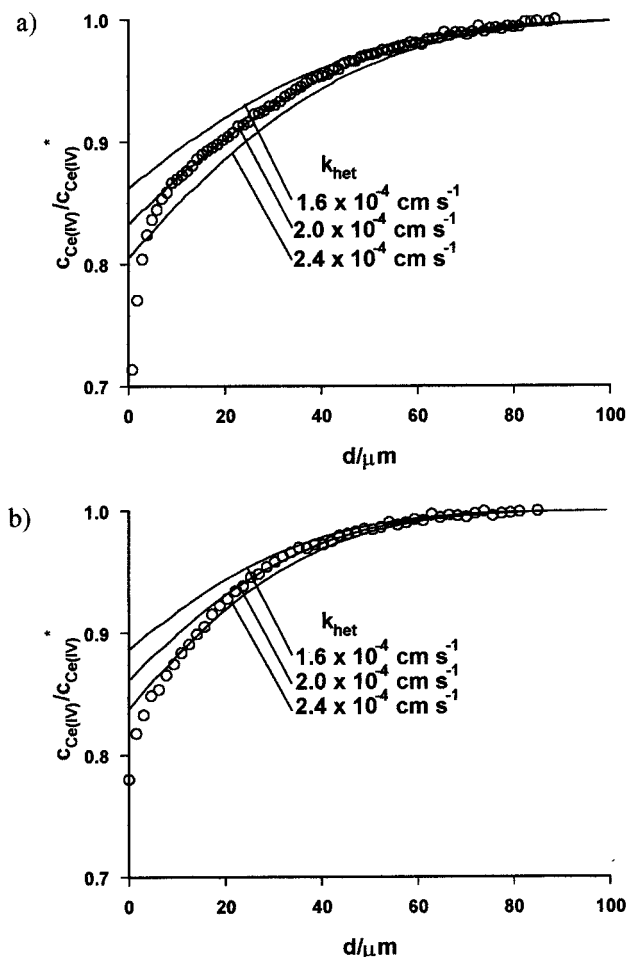 a)
1.0
0.9
0.8
0.7
c_Ce(IV)/c_Ce(IV)*
k_het
1.6 x 10^-4 cm s^-1
2.0 x 10^-4 cm s^-1
2.4 x 10^-4 cm s^-1
0 20 40 60 80 100
d/μm
b)
1.0
0.9
0.8
0.7
c_Ce(IV)/c_Ce(IV)*
k_het
1.6 x 10^-4 cm s^-1
2.0 x 10^-4 cm s^-1
2.4 x 10^-4 cm s^-1
0 20 40 60 80 100
d/μm